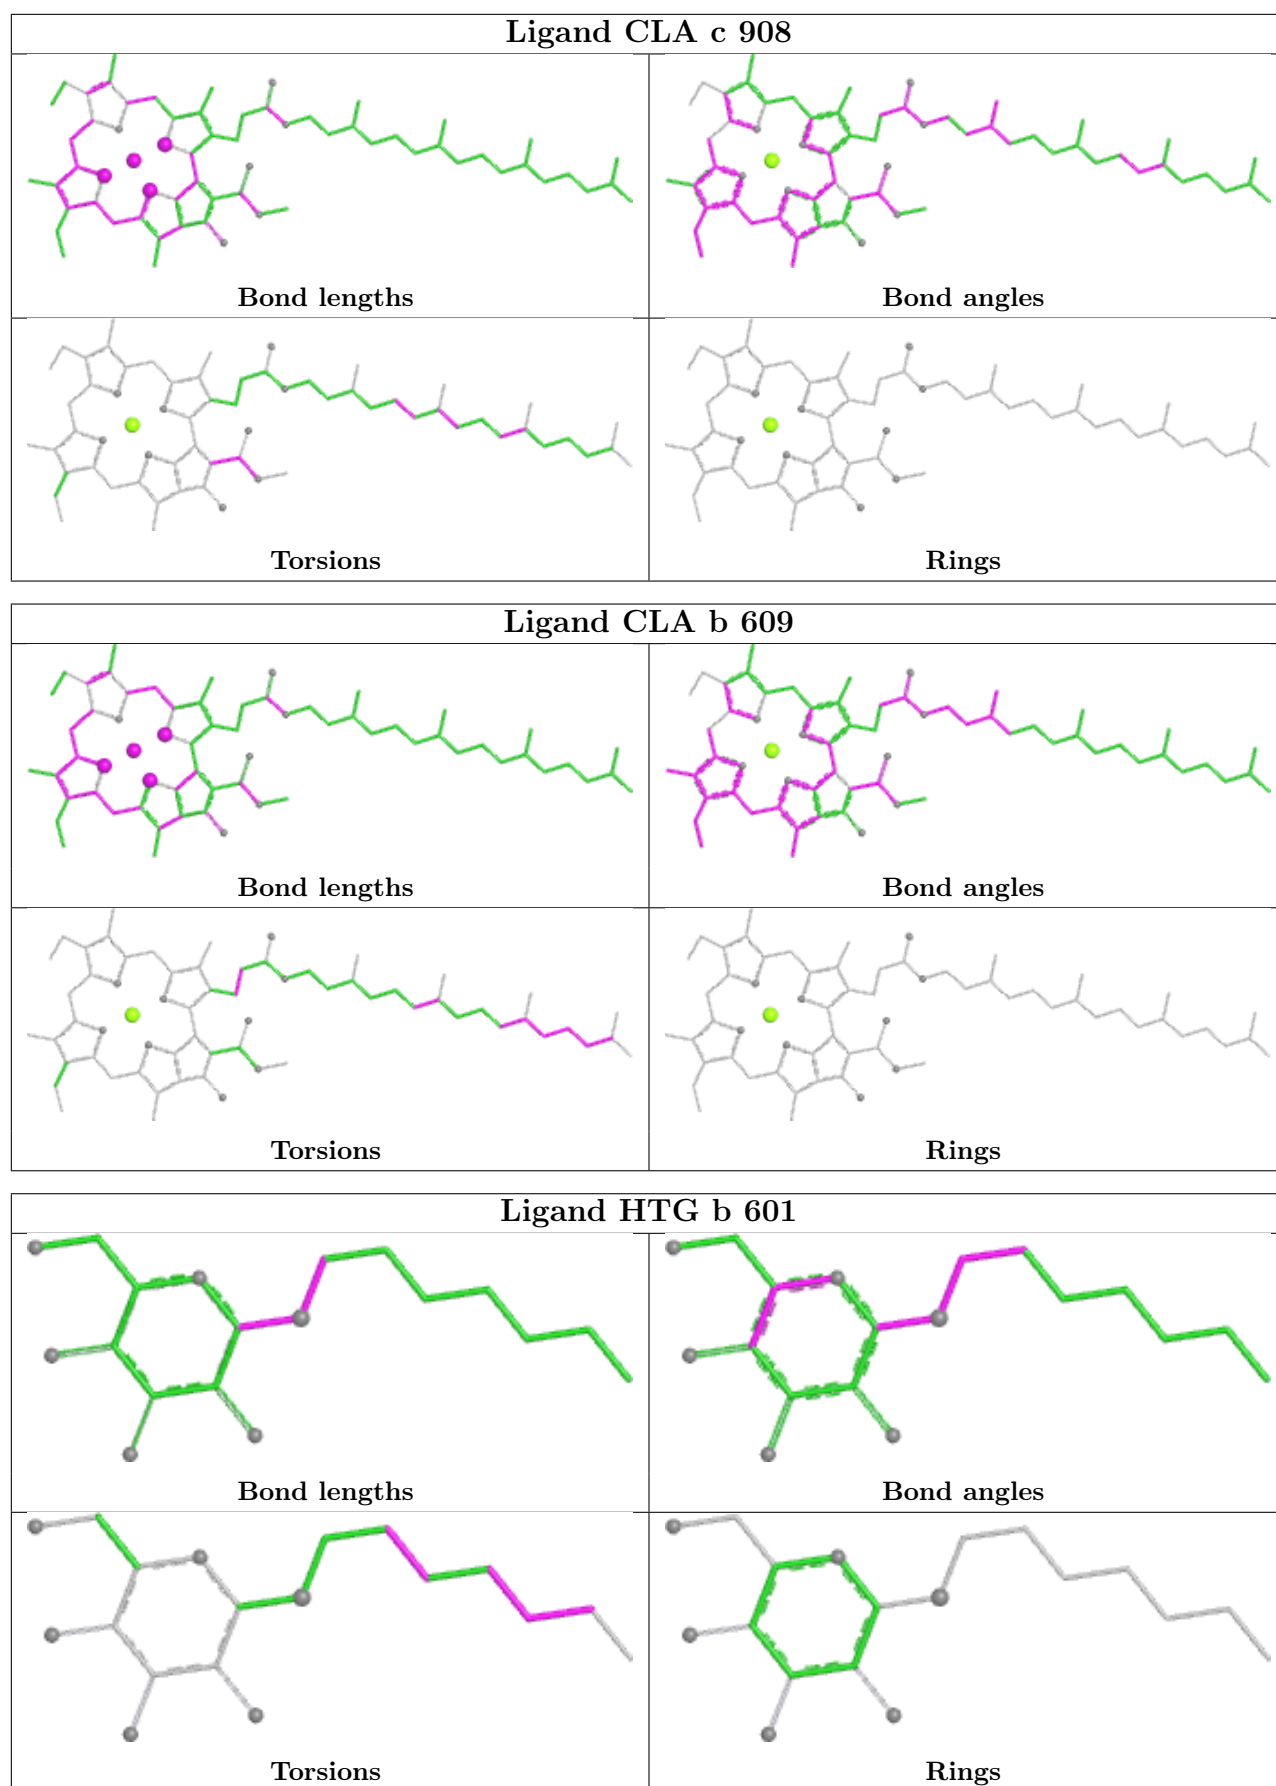 Ligand CLA c 908
Bond lengths
Bond angles
Torsions
Rings
Ligand CLA b 609
Bond lengths
Bond angles
Torsions
Rings
Ligand HTG b 601
Bond lengths
Bond angles
Torsions
Rings